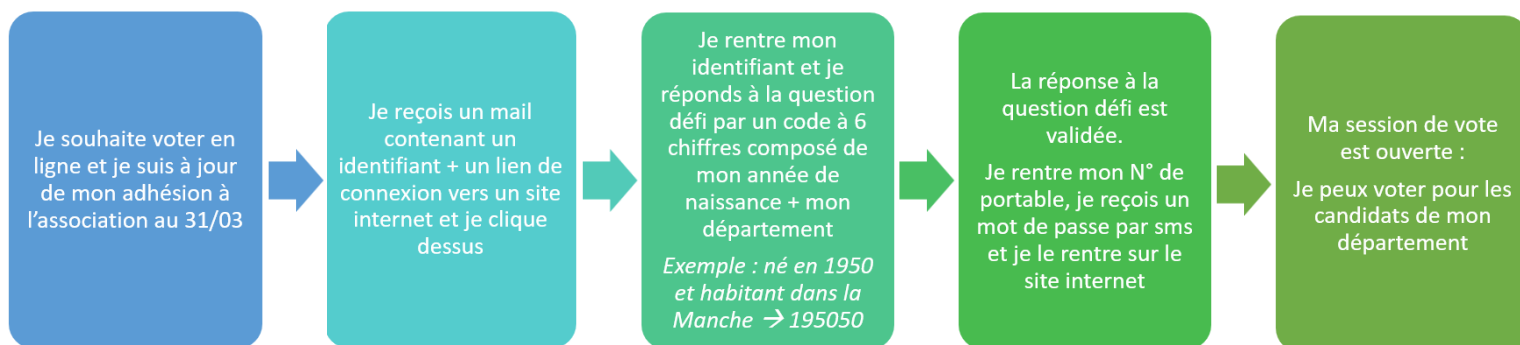 Je souhaite voter en
ligne et je suis à jour
de mon adhésion à
l'association au 31/03
Je reçois un mail
contenant un
identifiant + un lien de
connexion vers un site
internet et je clique
dessus
Je rentre mon
identifiant et je
réponds à la question
défi par un code à 6
chiffres composé de
mon année de
naissance + mon
département
Exemple : né en 1950
et habitant dans la
Manche → 195050
La réponse à la
question défi est
validée.
Je rentre mon N° de
portable, je reçois un
mot de passe par sms
et je le rentre sur le
site internet
Ma session de vote
est ouverte :
Je peux voter pour les
candidats de mon
département